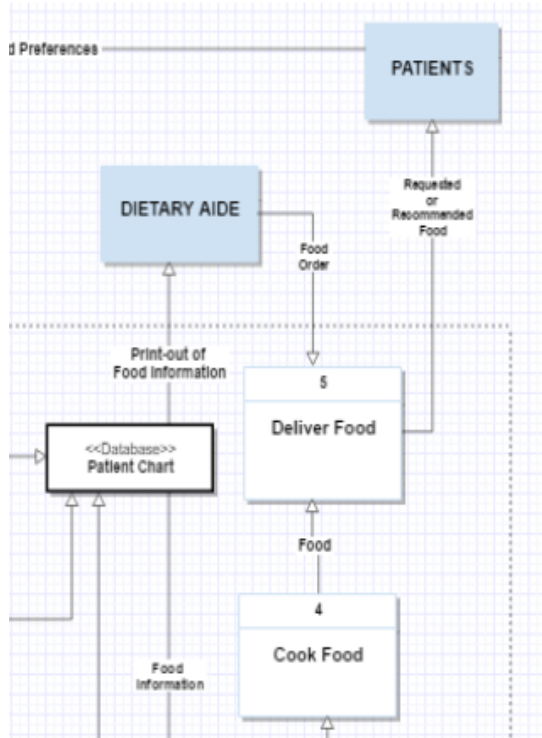 d Preferences
PATIENTS
Requested
or
Recommended
Food
DIETARY AIDE
Food
Order
Print-out of
Food Information
5
Deliver Food
<<Database>>
Patient Chart
Food
4
Cook Food
Food
Information